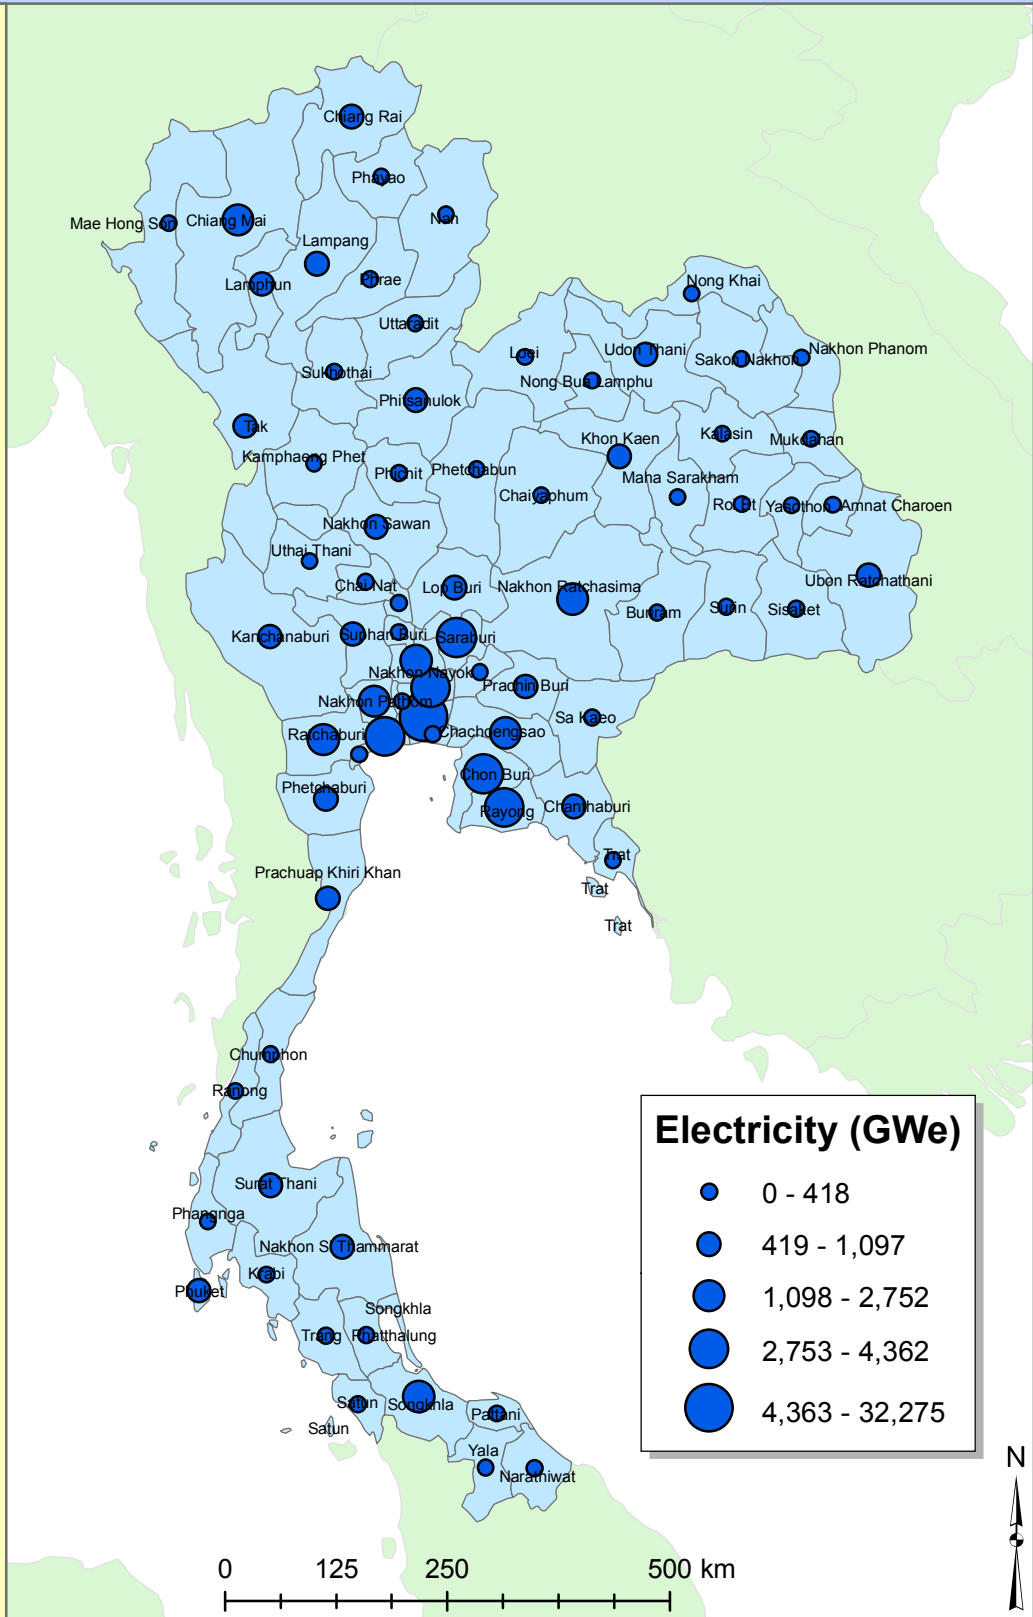 Chiang Rai
Phayao
Nan
Mae Hong Son
Chiang Mai
Lampang
Lamphun
Phrae
Nong Khai
Uttaradit
Loei
Udon Thani
Sakon Nakhon
Nakhon Phanom
Sukhothai
Nong Bua Lamphu
Phitsanulok
Tak
Khon Kaen
Kalasin
Mukdahan
Kamphaeng Phet
Phichit
Phetchabun
Maha Sarakham
Chaiyaphum
Roi Et
Yasothon
Amnat Charoen
Nakhon Sawan
Uthai Thani
Chai Nat
Lop Buri
Nakhon Ratchasima
Ubon Ratchathani
Buriram
Surin
Sisaket
Kanchanaburi
Suphan Buri
Saraburi
Nakhon Nayok
Prachin Buri
Nakhon Pathom
Sa Kaeo
Ratchaburi
Chachoengsao
Chon Buri
Phetchaburi
Rayong
Chanthaburi
Trat
Prachuap Khiri Khan
Trat
Trat
Chumphon
Ranong
Surat Thani
Phangnga
Nakhon Si Thammarat
Krabi
Phuket
Songkhla
Trang
Phatthalung
Satun
Songkhla
Pattani
Satun
Yala
Narathiwat
Electricity (GWe)
0 - 418
419 - 1,097
1,098 - 2,752
2,753 - 4,362
4,363 - 32,275
N
0 125 250 500 km